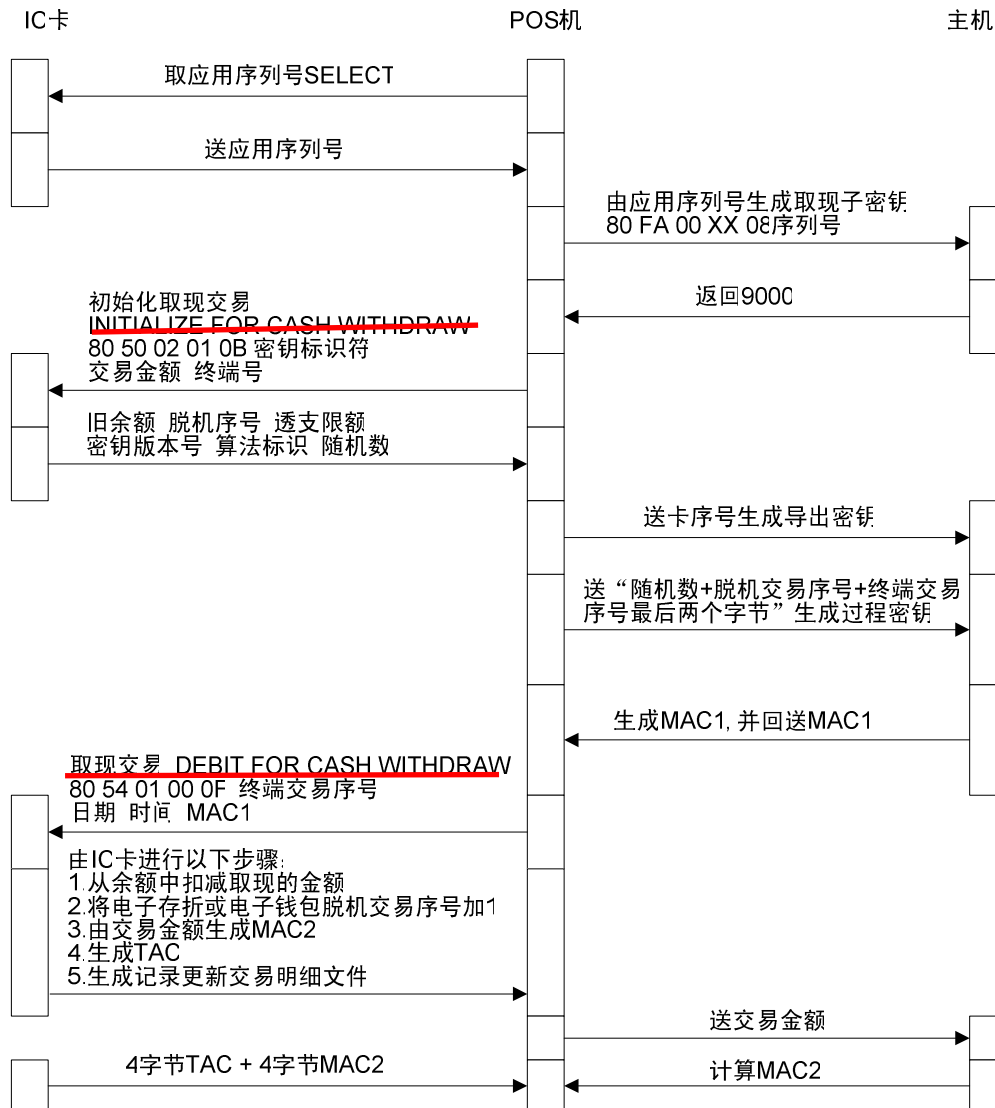 IC卡
POS机
主机
取应用序列号SELECT
送应用序列号
由应用序列号生成取现子密钥
80 FA 00 XX 08序列号
返回9000
初始化取现交易
INITIALIZE FOR CASH WITHDRAW
80 50 02 01 0B 密钥标识符
交易金额 终端号
旧余额 脱机序号 透支限额
密钥版本号 算法标识 随机数
送卡序号生成导出密钥
送“随机数+脱机交易序号+终端交易
序号最后两个字节”生成过程密钥
生成MAC1, 并回送MAC1
取现交易 DEBIT FOR CASH WITHDRAW
80 54 01 00 0F 终端交易序号
日期 时间 MAC1
由IC卡进行以下步骤:
1.从余额中扣减取现的金额
2.将电子存折或电子钱包脱机交易序号加1
3.由交易金额生成MAC2
4.生成TAC
5.生成记录更新交易明细文件
送交易金额
4字节TAC + 4字节MAC2
计算MAC2